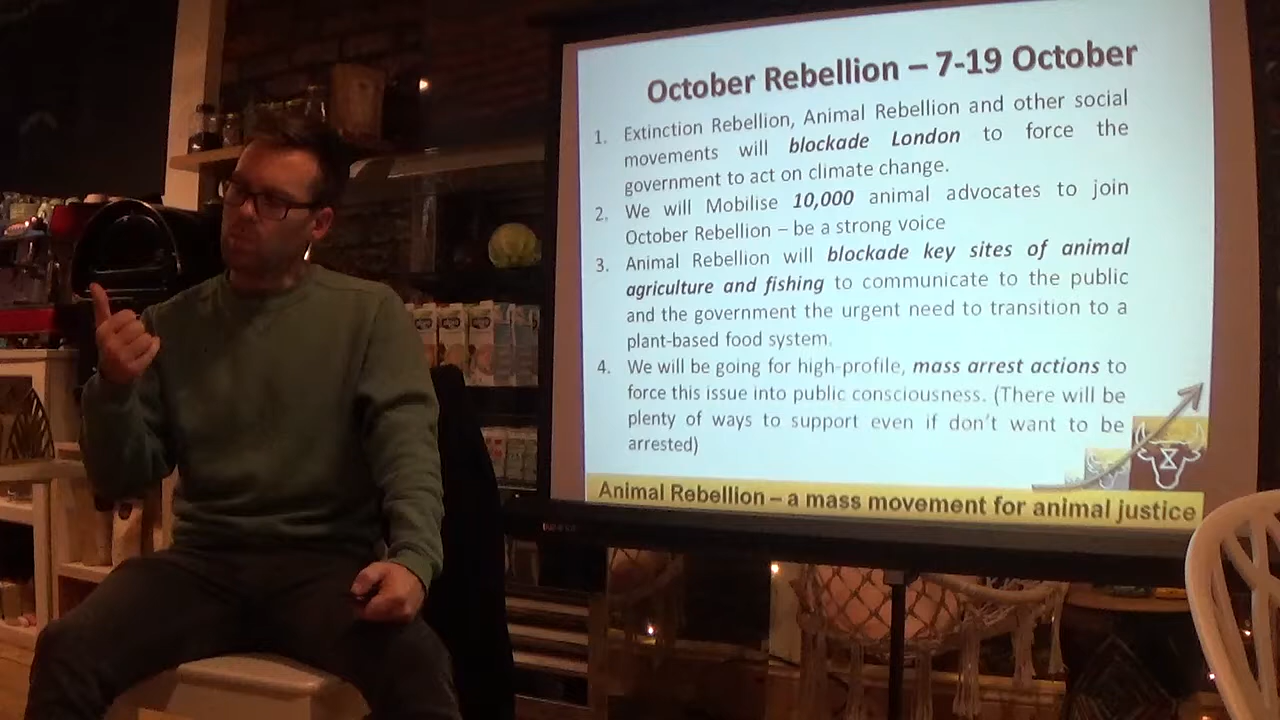 October Rebellion – 7-19 October
1. Extinction Rebellion, Animal Rebellion and other social
movements will blockade London to force the
government to act on climate change.
2. We will Mobilise 10,000 animal advocates to join
October Rebellion – be a strong voice
3. Animal Rebellion will blockade key sites of animal
agriculture and fishing to communicate to the public
and the government the urgent need to transition to a
plant-based food system.
4. We will be going for high-profile, mass arrest actions to
force this issue into public consciousness. (There will be
plenty of ways to support even if don't want to be
arrested)
Animal Rebellion – a mass movement for animal justice